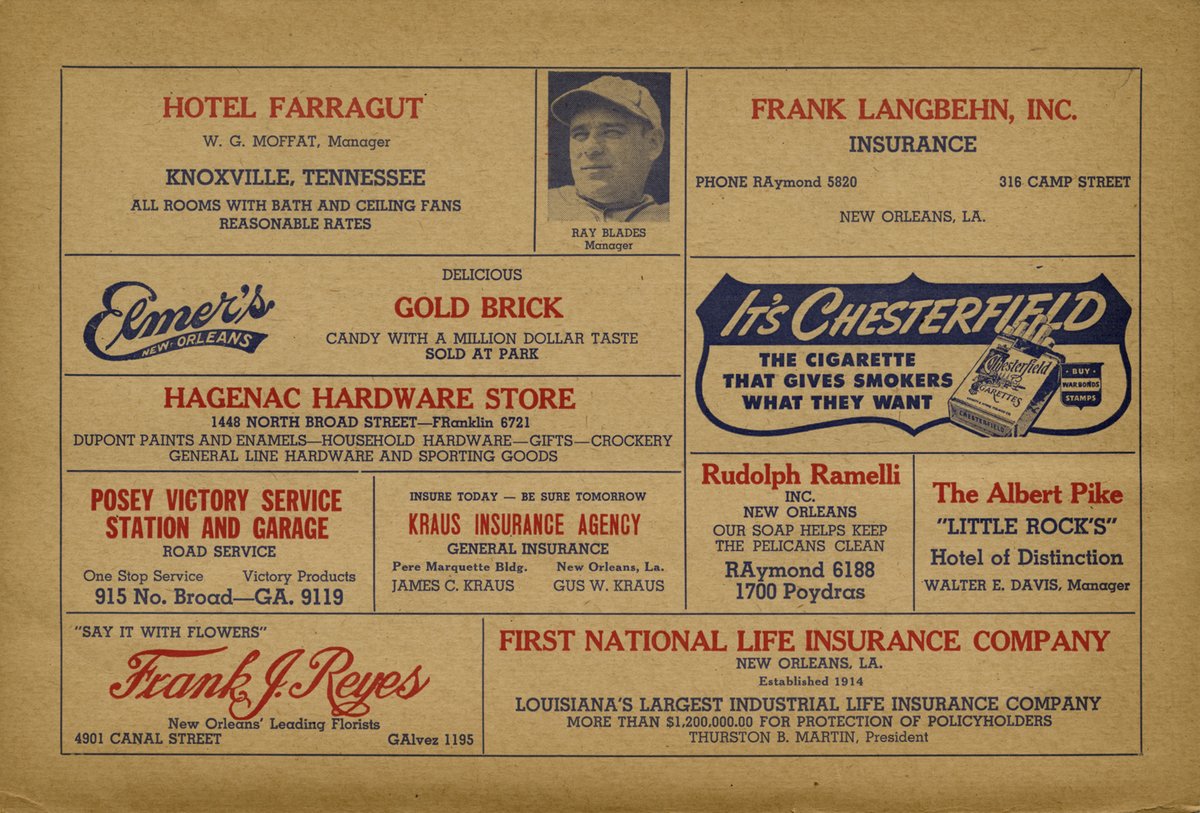 HOTEL FARRAGUT
W. G. MOFFAT, Manager
KNOXVILLE, TENNESSEE
ALL ROOMS WITH BATH AND CEILING FANS
REASONABLE RATES
RAY BLADES
Manager
FRANK LANGBEHN, INC.
INSURANCE
PHONE RAymond 5820 316 CAMP STREET
NEW ORLEANS, LA.
Elmer's
NEW ORLEANS
DELICIOUS
GOLD BRICK
CANDY WITH A MILLION DOLLAR TASTE
SOLD AT PARK
IT'S CHESTERFIELD
THE CIGARETTE
THAT GIVES SMOKERS
WHAT THEY WANT
Chesterfield
CIGARETTES
CHESTERFIELD
BUY
WAR BONDS
STAMPS
HAGENAC HARDWARE STORE
1448 NORTH BROAD STREET—FRanklin 6721
DUPONT PAINTS AND ENAMELS—HOUSEHOLD HARDWARE—GIFTS—CROCKERY
GENERAL LINE HARDWARE AND SPORTING GOODS
POSEY VICTORY SERVICE
STATION AND GARAGE
ROAD SERVICE
One Stop Service Victory Products
915 No. Broad—GA. 9119
INSURE TODAY — BE SURE TOMORROW
KRAUS INSURANCE AGENCY
GENERAL INSURANCE
Pere Marquette Bldg. New Orleans, La.
JAMES C. KRAUS GUS W. KRAUS
Rudolph Ramelli
INC.
NEW ORLEANS
OUR SOAP HELPS KEEP
THE PELICANS CLEAN
RAymond 6188
1700 Poydras
The Albert Pike
"LITTLE ROCK'S"
Hotel of Distinction
WALTER E. DAVIS, Manager
"SAY IT WITH FLOWERS"
Frank J. Reyes
New Orleans' Leading Florists
4901 CANAL STREET GAlvez 1195
FIRST NATIONAL LIFE INSURANCE COMPANY
NEW ORLEANS, LA.
Established 1914
LOUISIANA'S LARGEST INDUSTRIAL LIFE INSURANCE COMPANY
MORE THAN $1,200,000.00 FOR PROTECTION OF POLICYHOLDERS
THURSTON B. MARTIN, President